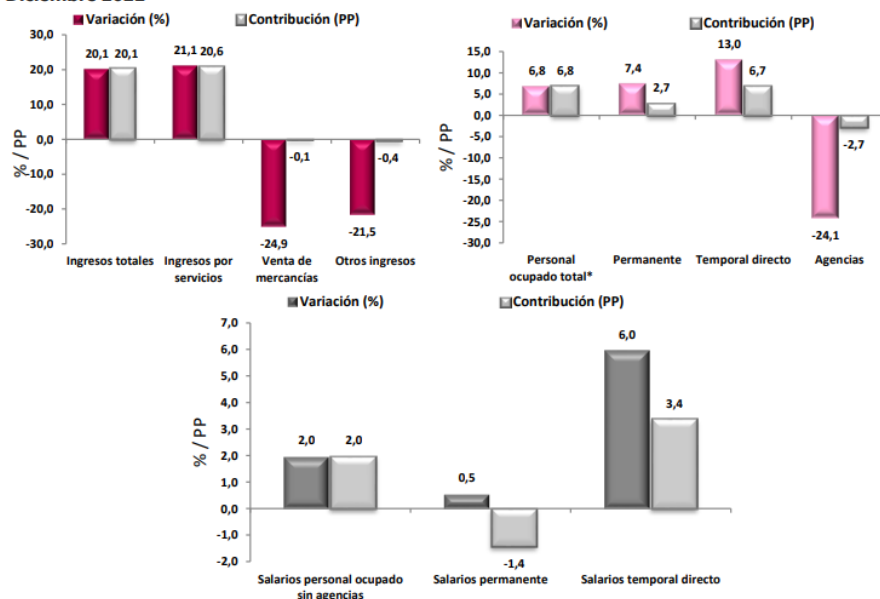 Variación (%) Contribución (PP)
30,0
20,0
10,0
0,0
-10,0
-20,0
-30,0
% / PP
20,1 20,1
21,1 20,6
-24,9
-0,1
-21,5
-0,4
Ingresos totales
Ingresos por
servicios
Venta de
mercancías
Otros ingresos
Variación (%) Contribución (PP)
15,0
10,0
5,0
0,0
-5,0
-10,0
-15,0
-20,0
-25,0
-30,0
% / PP
6,8 6,8
7,4
2,7
13,0
6,7
-24,1
-2,7
Personal
ocupado total*
Permanente
Temporal directo
Agencias
Variación (%) Contribución (PP)
7,0
6,0
5,0
4,0
3,0
2,0
1,0
0,0
-1,0
-2,0
% / PP
2,0 2,0
0,5
-1,4
6,0
3,4
Salarios personal ocupado
sin agencias
Salarios permanente
Salarios temporal directo